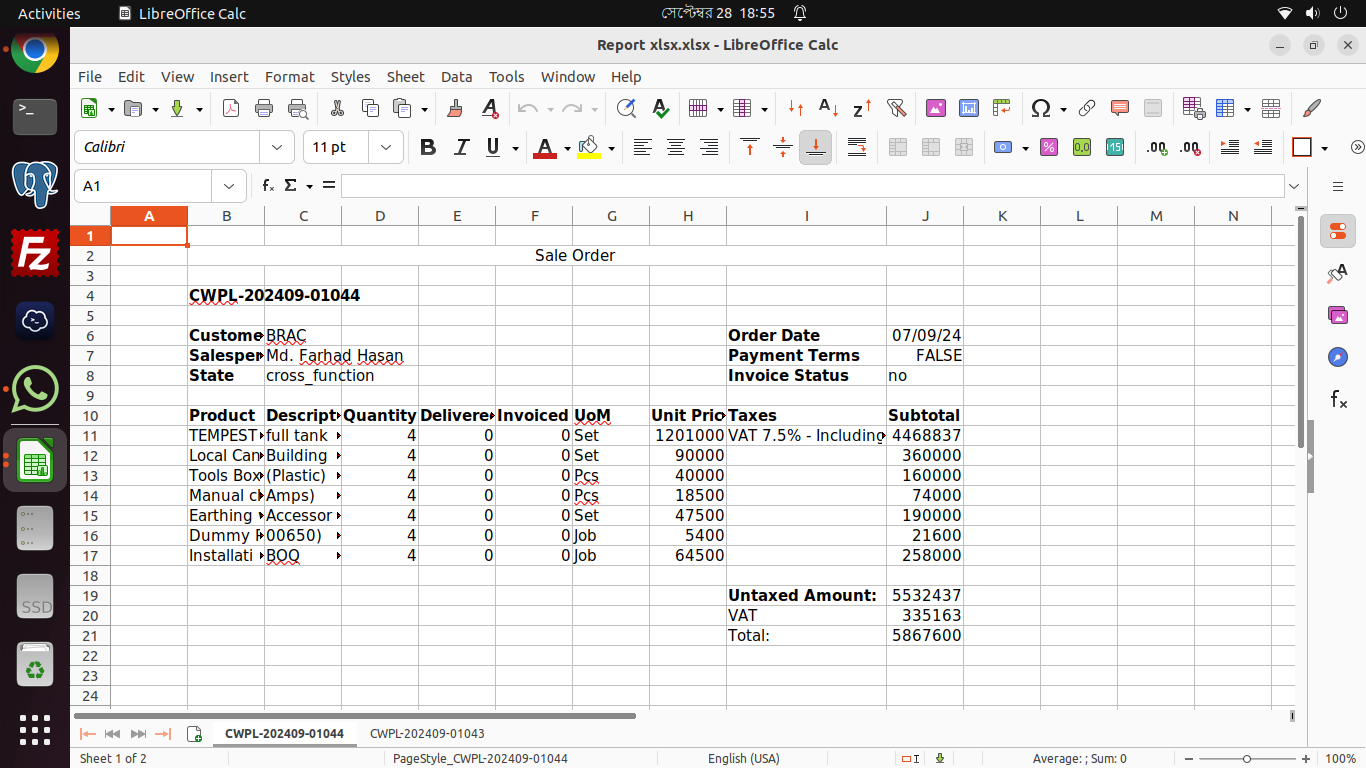 Activities LibreOffice Calc সেপ্টেম্বর 28 18:55
Report xlsx.xlsx - LibreOffice Calc
File Edit View Insert Format Styles Sheet Data Tools Window Help
Calibri 11 pt
A1
A B C D E F G H I J K L M N
1
2 Sale Order
3
4 CWPL-202409-01044
5
6 Custome BRAC Order Date 07/09/24
7 Salesper Md. Farhad Hasan Payment Terms FALSE
8 State cross_function Invoice Status no
9
10 Product Descript Quantity Delivere Invoiced UoM Unit Pric Taxes Subtotal
11 TEMPEST full tank 4 0 0 Set 1201000 VAT 7.5% - Including 4468837
12 Local Can Building 4 0 0 Set 90000 360000
13 Tools Box (Plastic) 4 0 0 Pcs 40000 160000
14 Manual c Amps) 4 0 0 Pcs 18500 74000
15 Earthing Accessor 4 0 0 Set 47500 190000
16 Dummy 00650) 4 0 0 Job 5400 21600
17 Installati BOQ 4 0 0 Job 64500 258000
18
19 Untaxed Amount: 5532437
20 VAT 335163
21 Total: 5867600
22
23
24
CWPL-202409-01044 CWPL-202409-01043
Sheet 1 of 2 PageStyle_CWPL-202409-01044 English (USA) Average: ; Sum: 0 100%